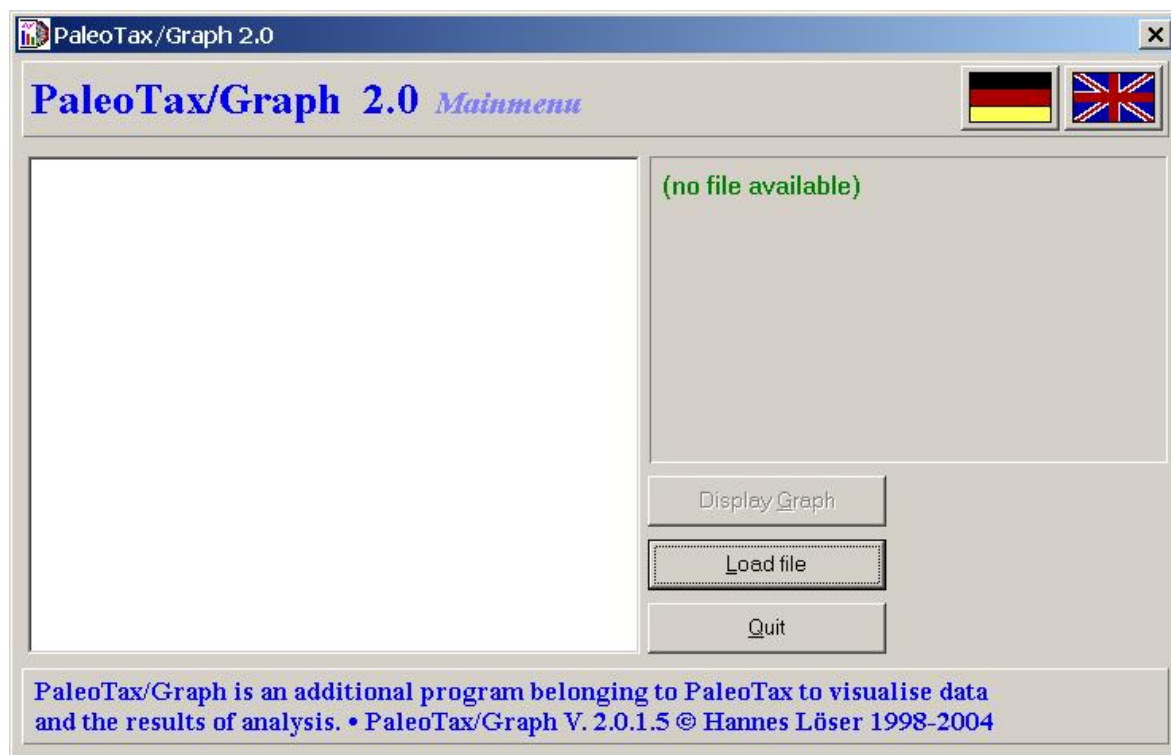 PaleoTax/Graph 2.0
PaleoTax/Graph 2.0 Mainmenu
(no file available)
Display Graph
Load file
Quit
PaleoTax/Graph is an additional program belonging to PaleoTax to visualise data
and the results of analysis. • PaleoTax/Graph V. 2.0.1.5 © Hannes Löser 1998-2004